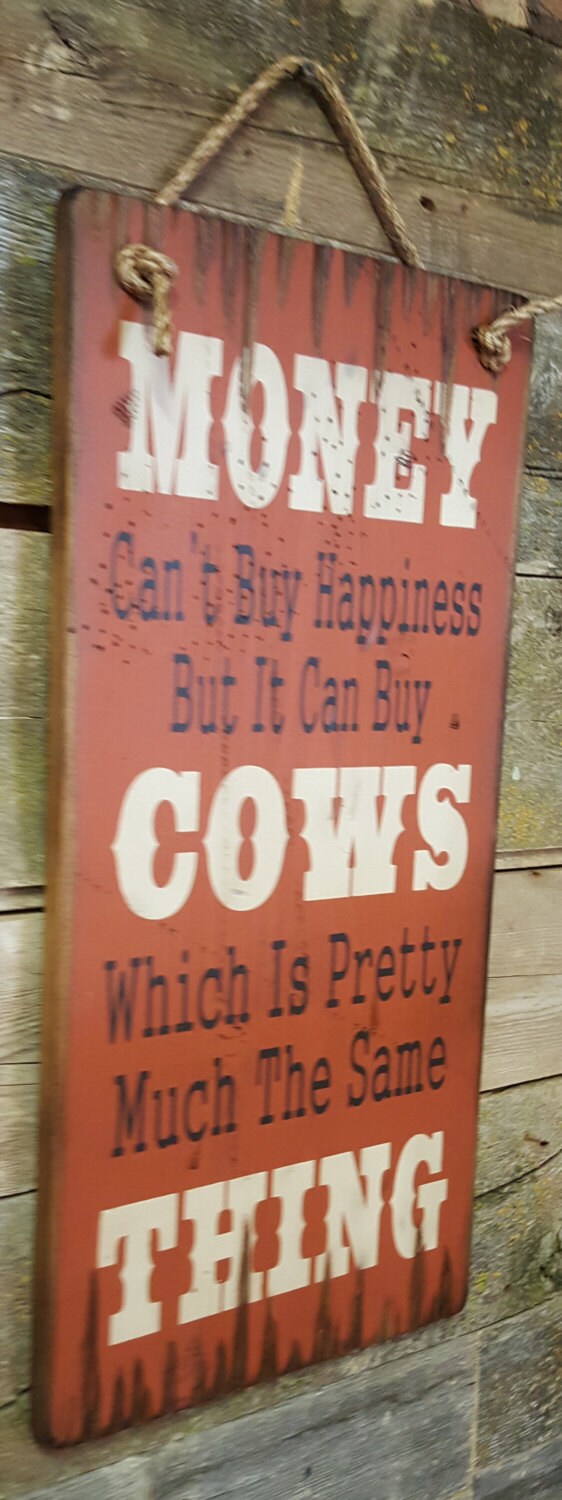 MONEY
Can't Buy Happiness
But It Can Buy
COWS
Which Is Pretty
Much The Same
THING